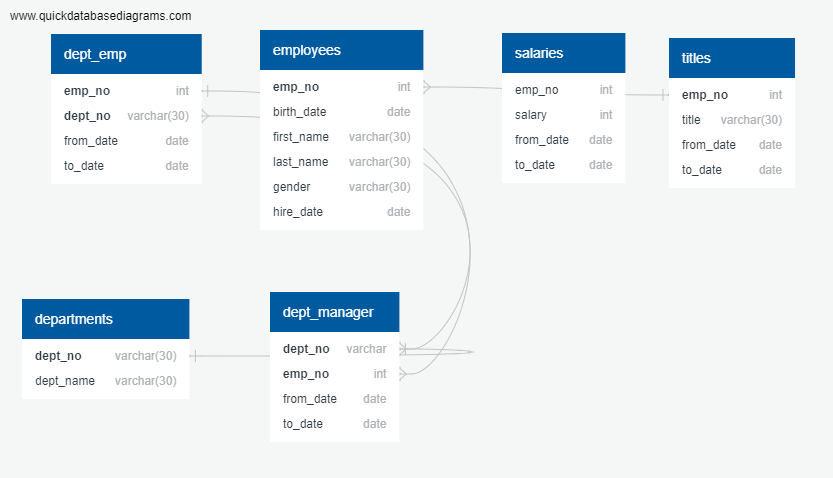 www.quickdatabasediagrams.com
dept_emp
emp_no int
dept_no varchar(30)
from_date date
to_date date
employees
emp_no int
birth_date date
first_name varchar(30)
last_name varchar(30)
gender varchar(30)
hire_date date
salaries
emp_no int
salary int
from_date date
to_date date
titles
emp_no int
title varchar(30)
from_date date
to_date date
departments
dept_no varchar(30)
dept_name varchar(30)
dept_manager
dept_no varchar
emp_no int
from_date date
to_date date